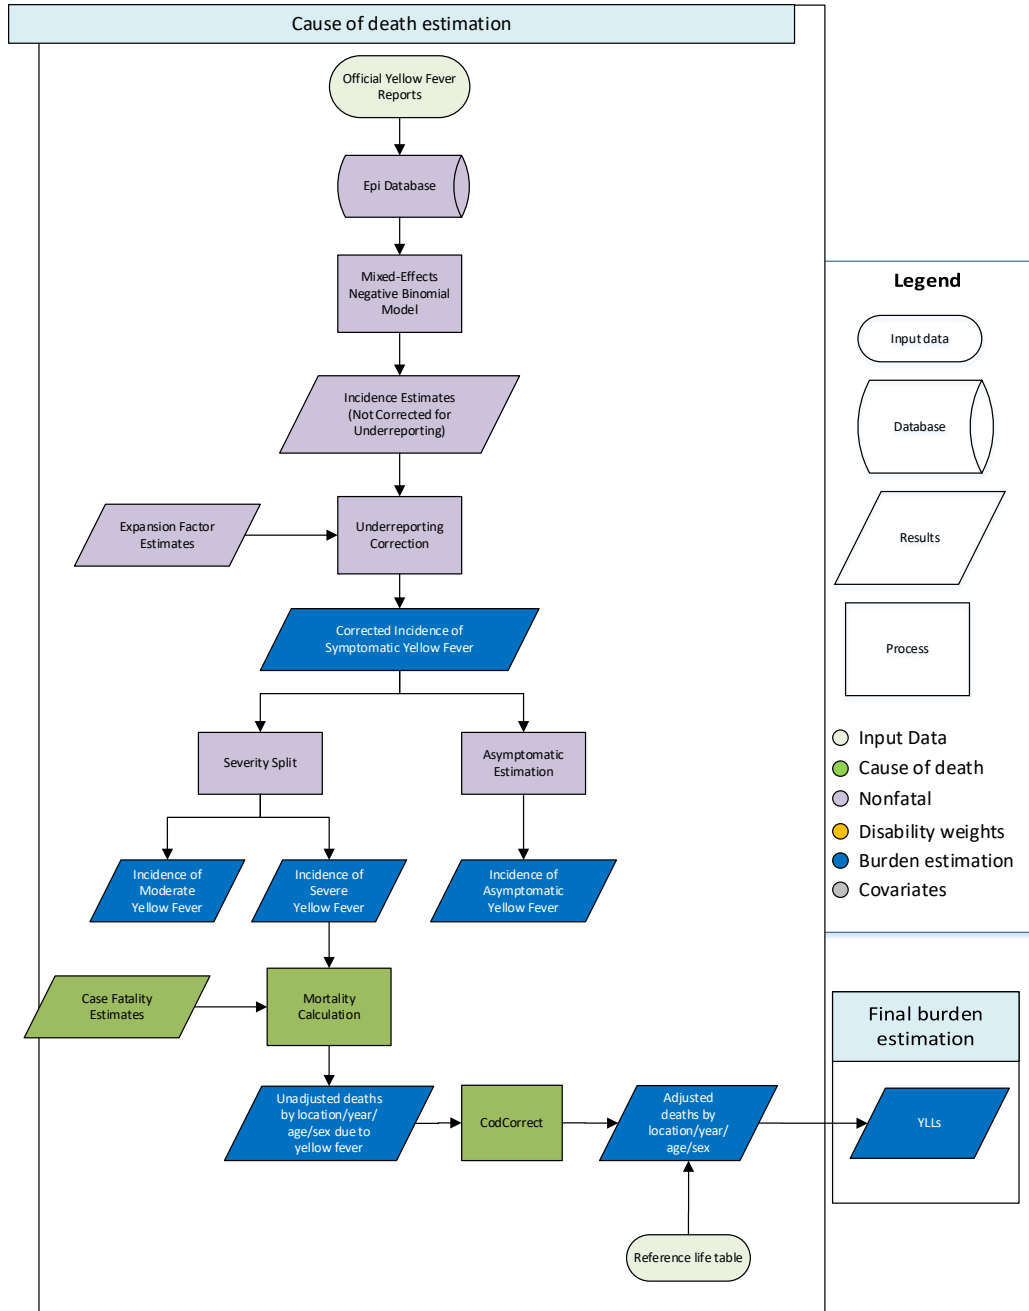 Cause of death estimation
Official Yellow Fever
Reports
Epi Database
Mixed-Effects
Negative Binomial
Model
Incidence Estimates
(Not Corrected for
Underreporting)
Expansion Factor
Estimates
Underreporting
Correction
Corrected Incidence of
Symptomatic Yellow Fever
Severity Split
Asymptomatic
Estimation
Incidence of
Moderate
Yellow Fever
Incidence of
Severe
Yellow Fever
Incidence of
Asymptomatic
Yellow Fever
Case Fatality
Estimates
Mortality
Calculation
Unadjusted deaths
by location/year/
age/sex due to
yellow fever
CodCorrect
Adjusted
deaths by
location/year/
age/sex
Reference life table
Legend
Input data
Database
Results
Process
Input Data
Cause of death
Nonfatal
Disability weights
Burden estimation
Covariates
Final burden
estimation
YLLs